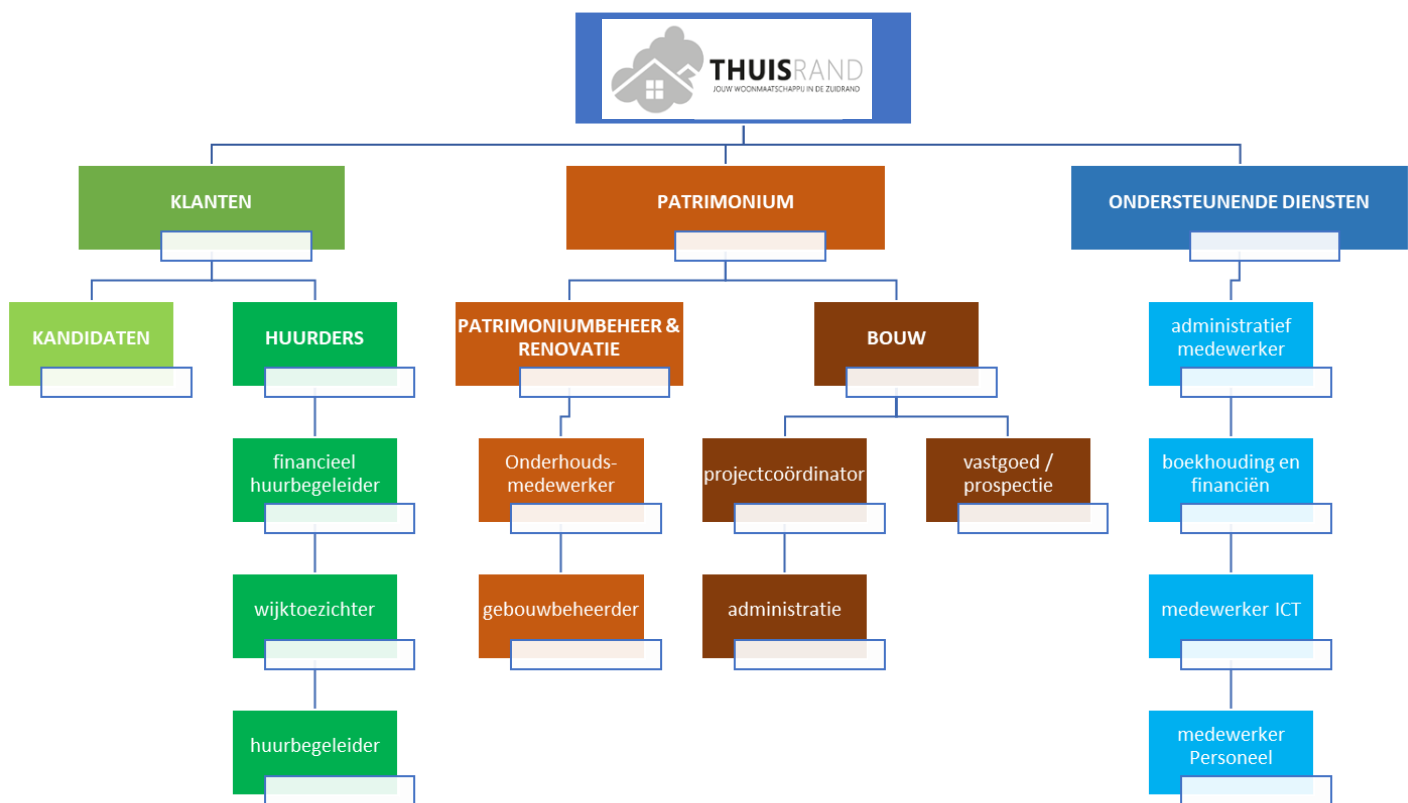 THUISRAND
JOUW WOONMAATSCHAPPIJ IN DE ZUIDRAND
KLANTEN
PATRIMONIUM
ONDERSTEUNENDE DIENSTEN
KANDIDATEN
HUURDERS
PATRIMONIUMBEHEER &
RENOVATIE
BOUW
administratief
medewerker
financieel
huurbegeleider
Onderhouds-
medewerker
projectcoördinator
vastgoed /
prospectie
boekhouding en
financiën
wijktoezichter
gebouwbeheerder
administratie
medewerker ICT
huurbegeleider
medewerker
Personeel